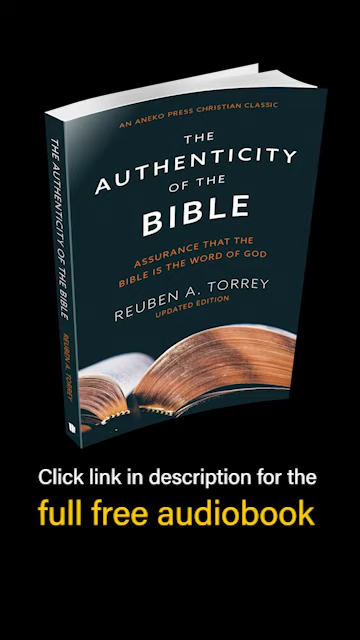 AN ANEKO PRESS CHRISTIAN CLASSIC
THE
AUTHENTICITY
OF THE
BIBLE
ASSURANCE THAT THE
BIBLE IS THE WORD OF GOD
REUBEN A. TORREY
UPDATED EDITION
THE AUTHENTICITY OF THE BIBLE
REUBEN A. TORREY
Click link in description for the
full free audiobook